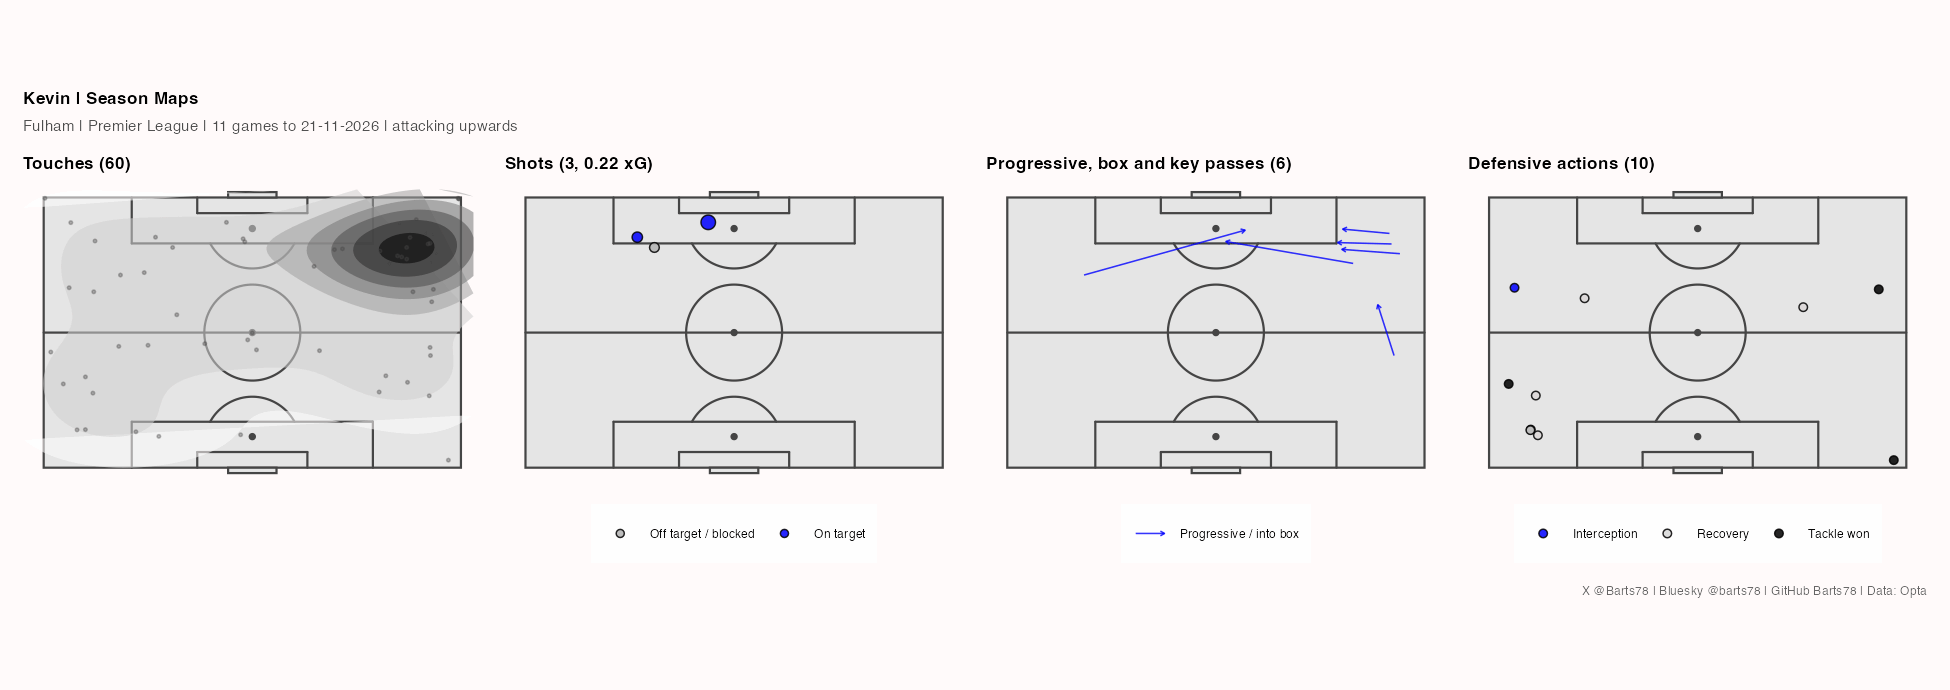 Kevin | Season Maps
Fulham | Premier League | 11 games to 21-11-2026 | attacking upwards
Touches (60)
Shots (3, 0.22 xG)
Progressive, box and key passes (6)
Defensive actions (10)
Off target / blocked
On target
Progressive / into box
Interception
Recovery
Tackle won
X @Barts78 | Bluesky @barts78 | GitHub Barts78 | Data: Opta